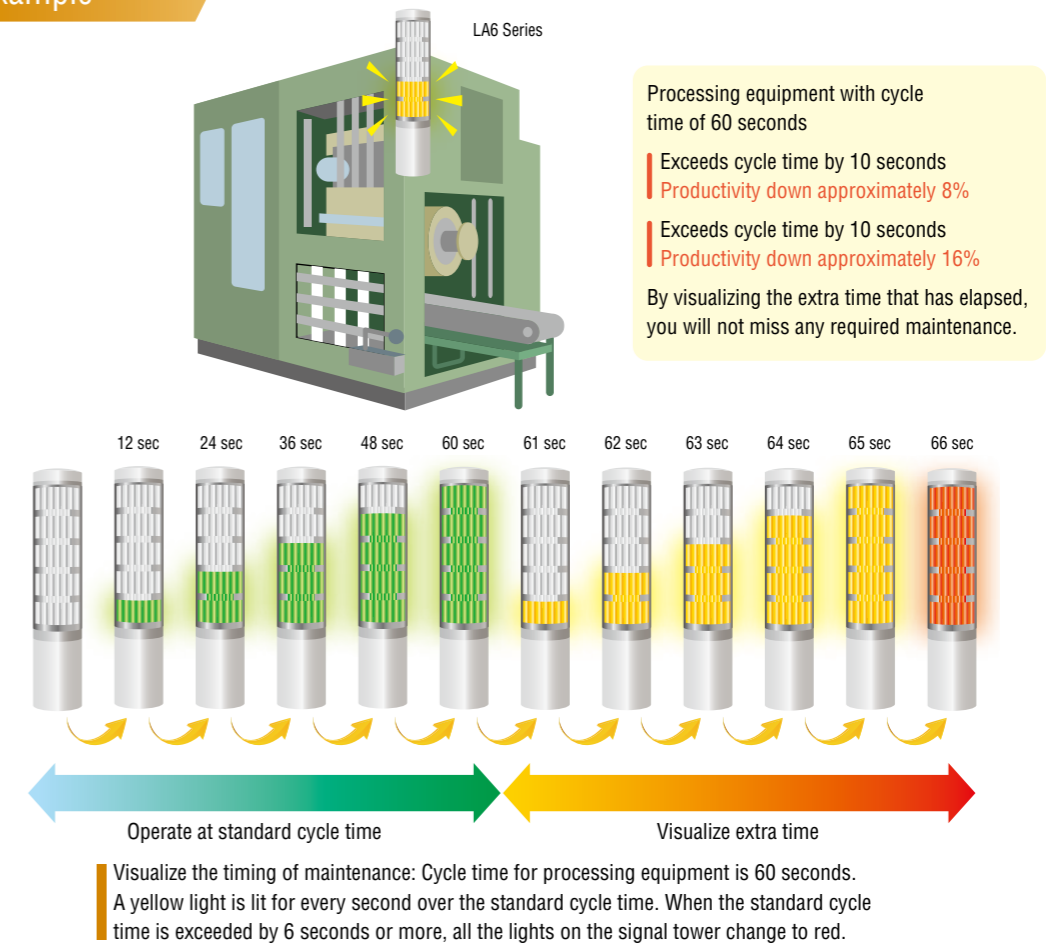 LA6 Series
Processing equipment with cycle
time of 60 seconds
Exceeds cycle time by 10 seconds
Productivity down approximately 8%
Exceeds cycle time by 10 seconds
Productivity down approximately 16%
By visualizing the extra time that has elapsed,
you will not miss any required maintenance.
12 sec 24 sec 36 sec 48 sec 60 sec 61 sec 62 sec 63 sec 64 sec 65 sec 66 sec
Operate at standard cycle time
Visualize extra time
Visualize the timing of maintenance: Cycle time for processing equipment is 60 seconds.
A yellow light is lit for every second over the standard cycle time. When the standard cycle
time is exceeded by 6 seconds or more, all the lights on the signal tower change to red.